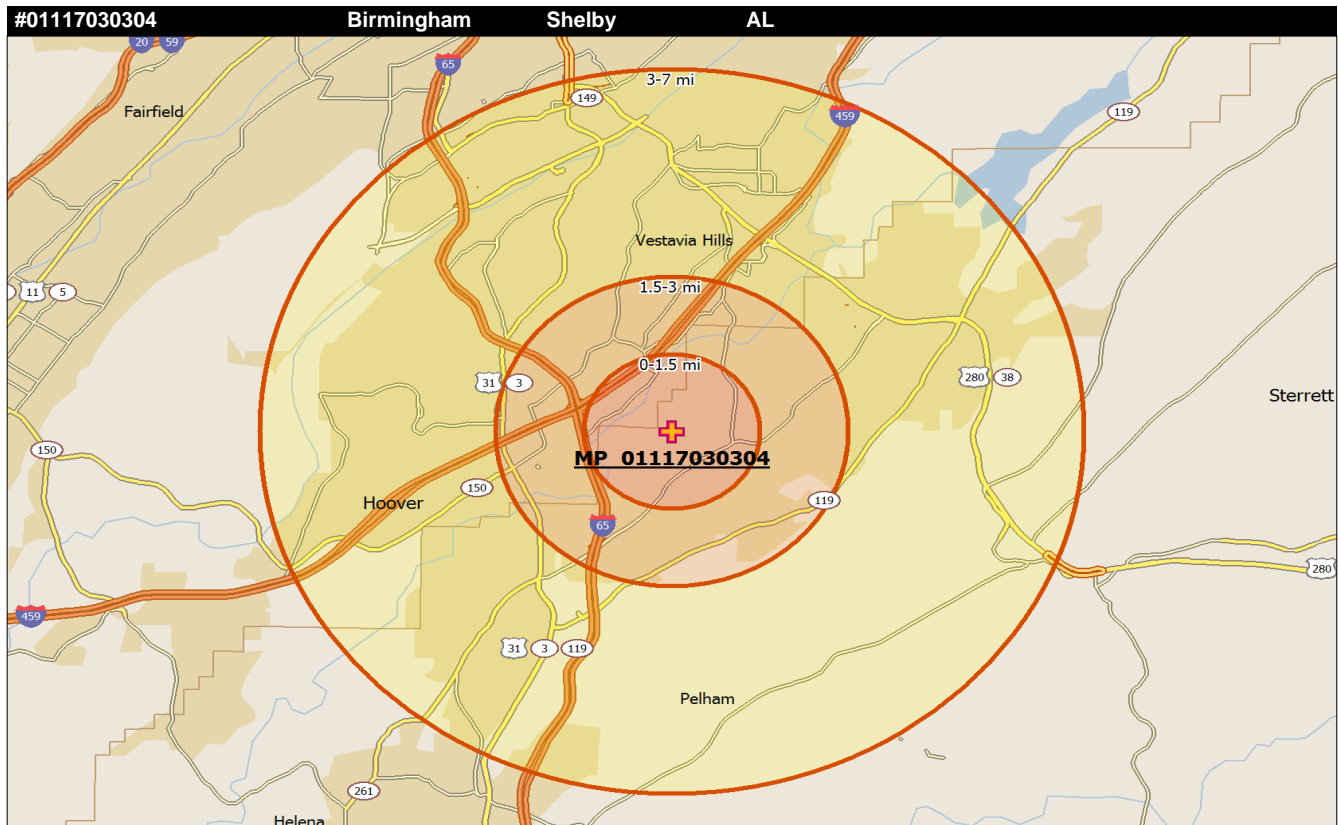 #01117030304 Birmingham Shelby AL
20 59
65
3-7 mi
149
Fairfield
459
119
Vestavia Hills
11 5
1.5-3 mi
0-1.5 mi
31 3
280 38
Sterrett
MP 01117030304
150
150
Hoover
119
65
280
459
31 3 119
Pelham
261
Helena